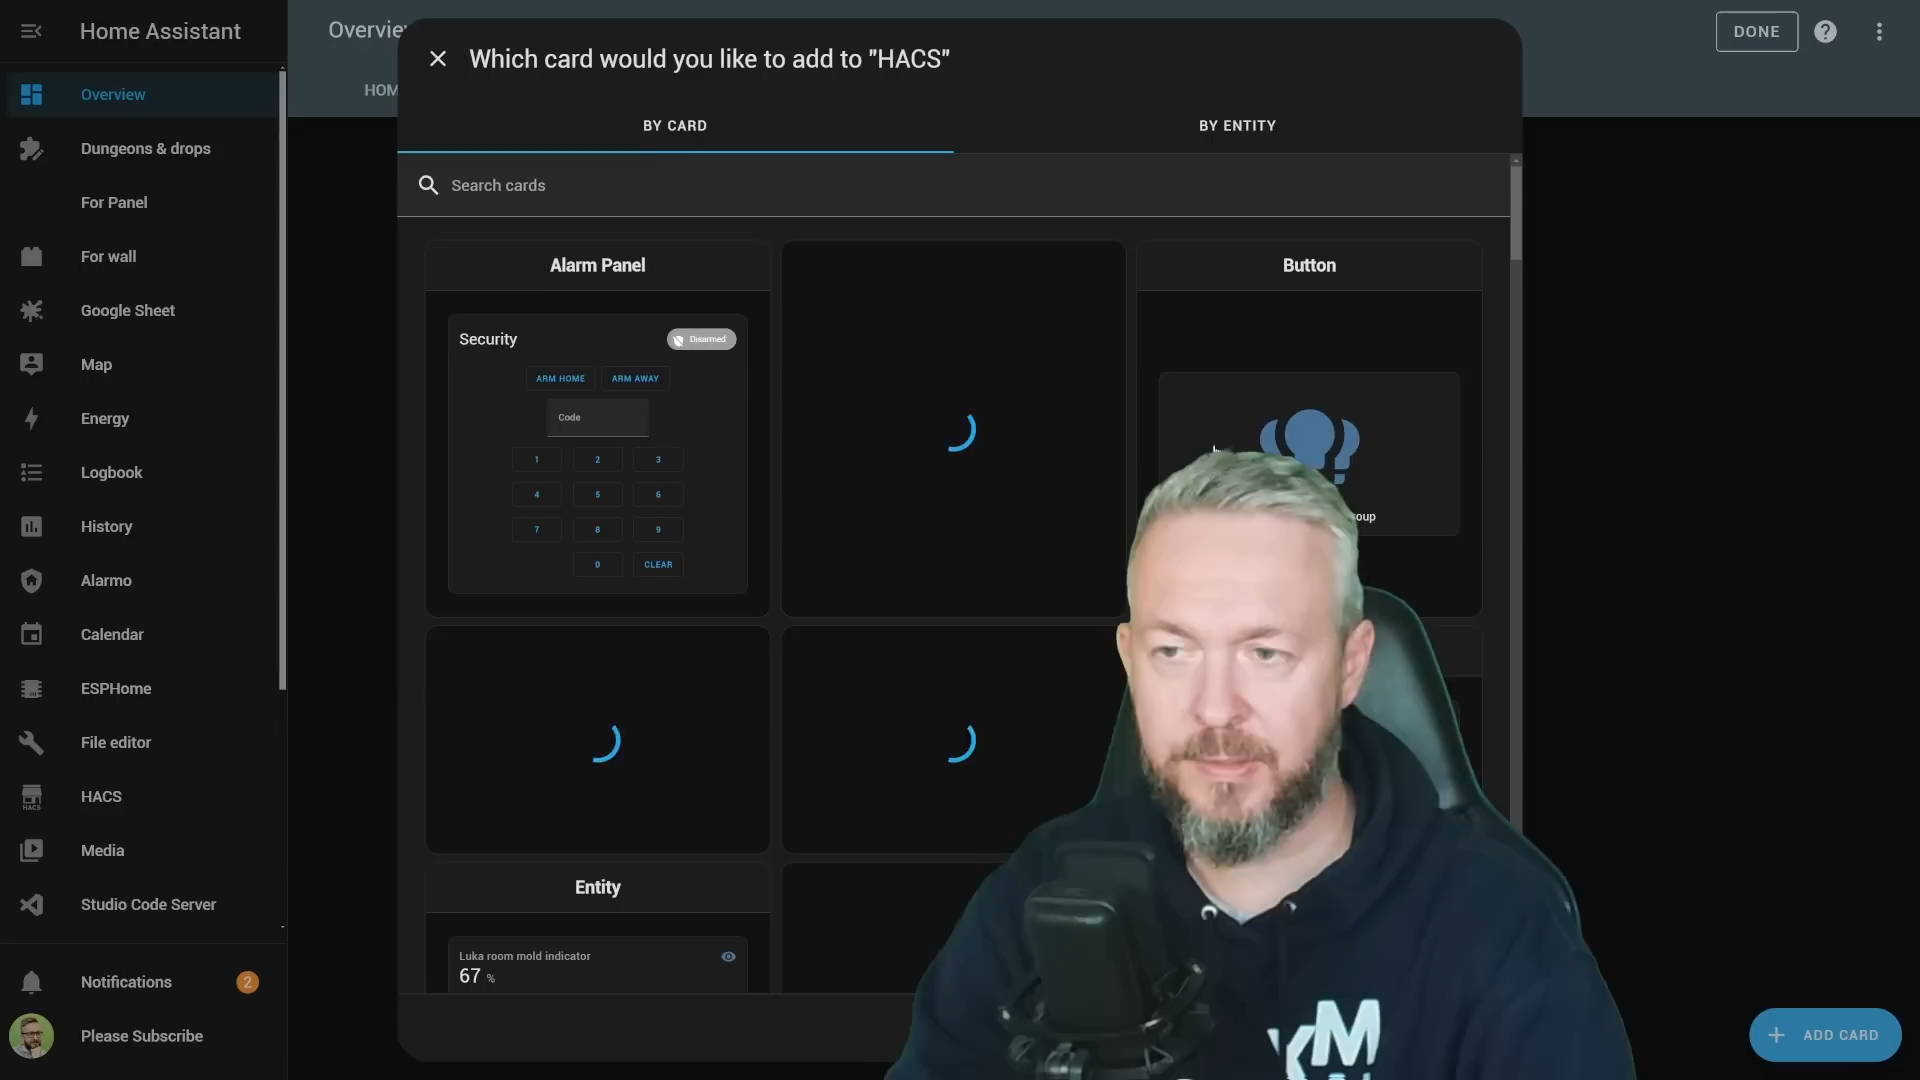 Home Assistant
Overview
Dungeons & drops
For Panel
For wall
Google Sheet
Map
Energy
Logbook
History
Alarmo
Calendar
ESPHome
File editor
HACS
HACS
Media
Studio Code Server
Notifications
2
Please Subscribe
Overvie
HOM
DONE
Which card would you like to add to "HACS"
BY CARD
BY ENTITY
Search cards
Alarm Panel
Security
Disarmed
ARM HOME
ARM AWAY
Code
1
2
3
4
5
6
7
8
9
0
CLEAR
Button
oup
Entity
Luka room mold indicator
67 %
ADD CARD